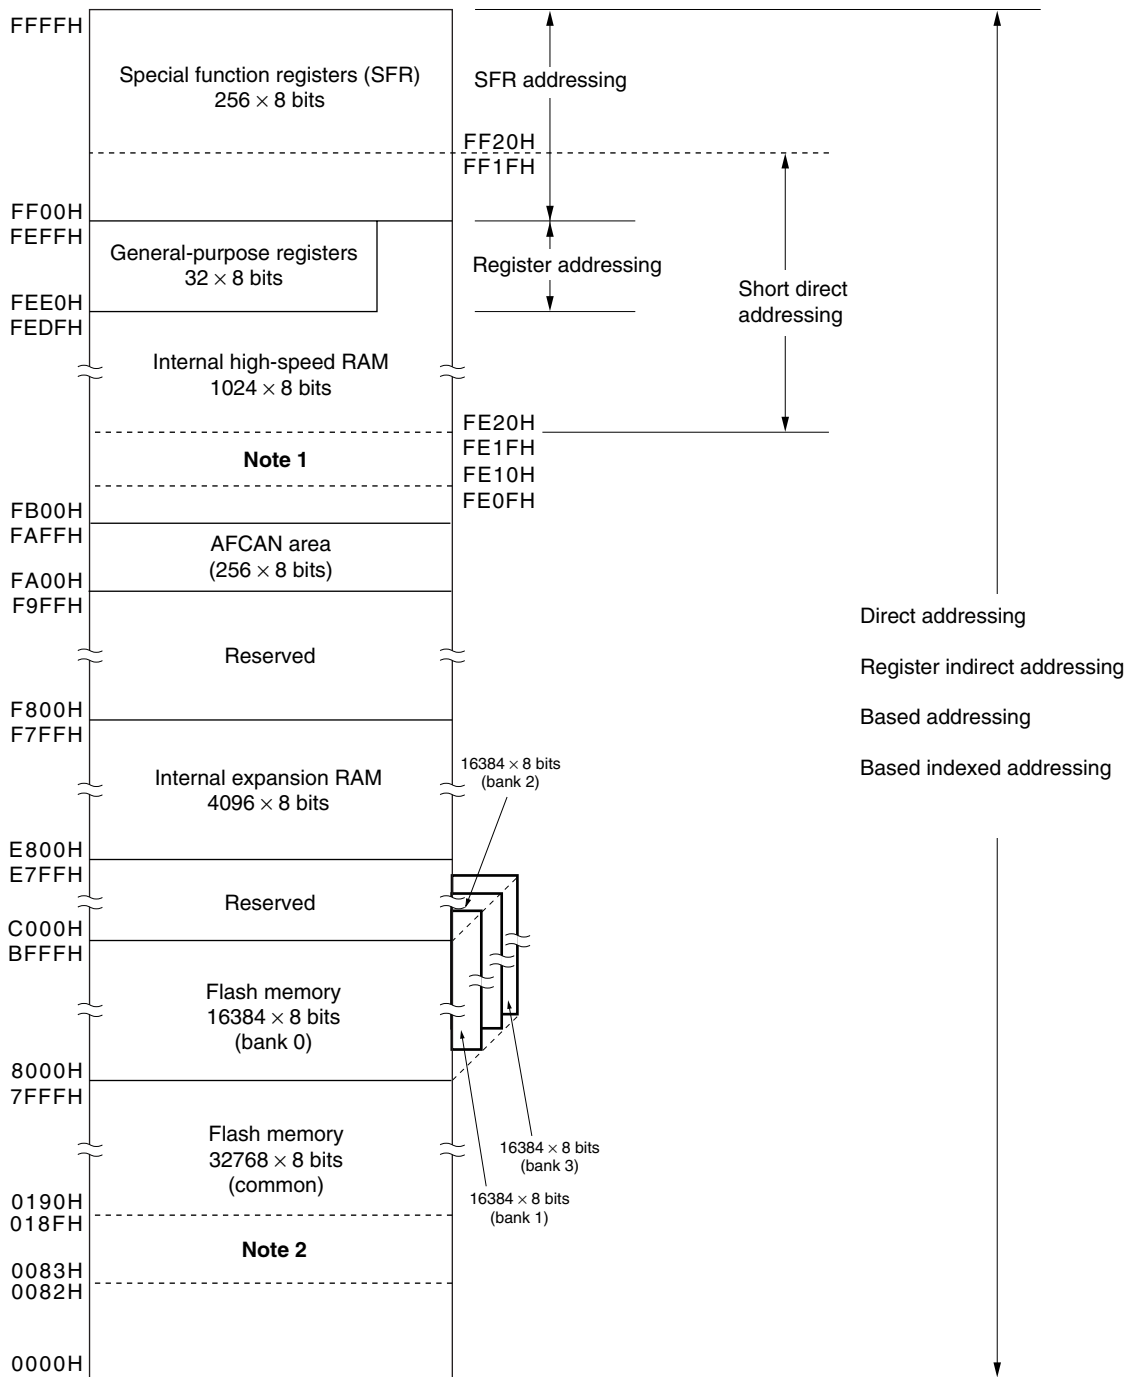 FFFFH
Special function registers (SFR)
256 × 8 bits
SFR addressing
FF20H
FF1FH
FF00H
FEFFH
General-purpose registers
32 × 8 bits
Register addressing
Short direct
addressing
FEE0H
FEDFH
Internal high-speed RAM
1024 × 8 bits
FE20H
FE1FH
Note 1
FE10H
FE0FH
FB00H
FAFFH
AFCAN area
(256 × 8 bits)
FA00H
F9FFH
Direct addressing
Reserved
Register indirect addressing
Based addressing
Based indexed addressing
F800H
F7FFH
Internal expansion RAM
4096 × 8 bits
16384 × 8 bits
(bank 2)
E800H
E7FFH
Reserved
C000H
BFFFH
Flash memory
16384 × 8 bits
(bank 0)
8000H
7FFFH
Flash memory
32768 × 8 bits
(common)
16384 × 8 bits
(bank 3)
16384 × 8 bits
(bank 1)
0190H
018FH
Note 2
0083H
0082H
0000H